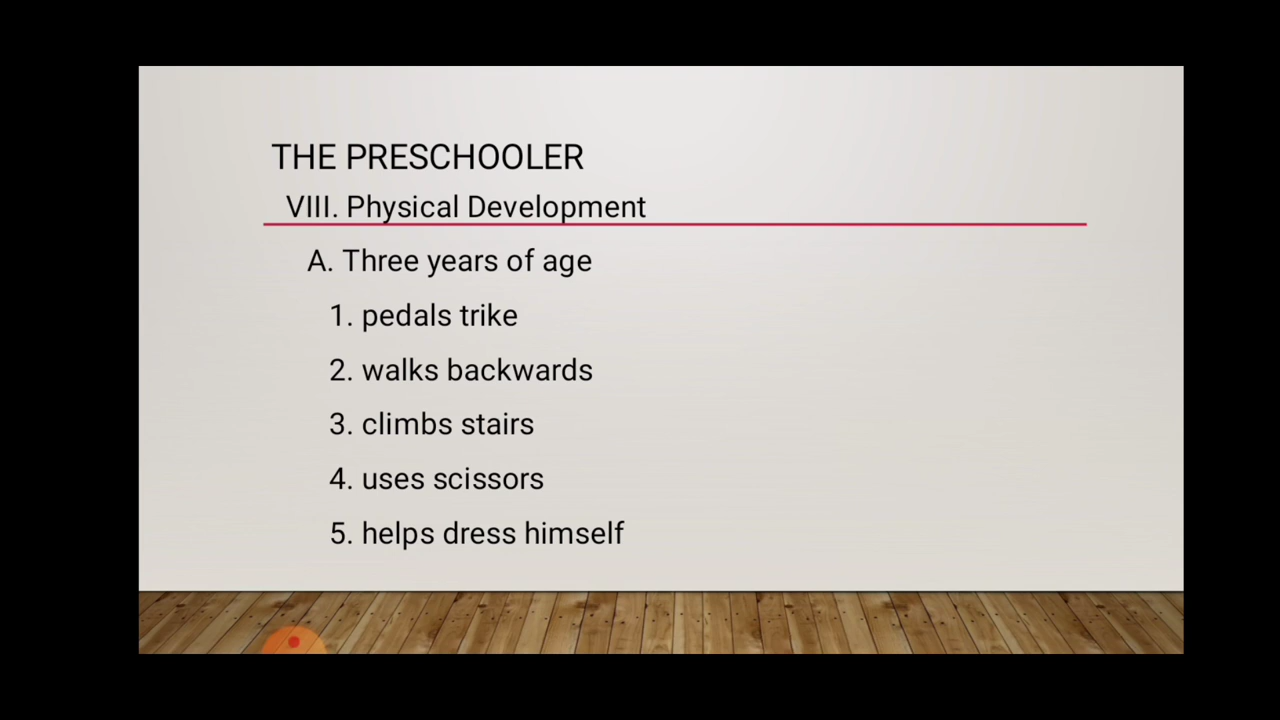 THE PRESCHOOLER
VIII. Physical Development
A. Three years of age
1. pedals trike
2. walks backwards
3. climbs stairs
4. uses scissors
5. helps dress himself